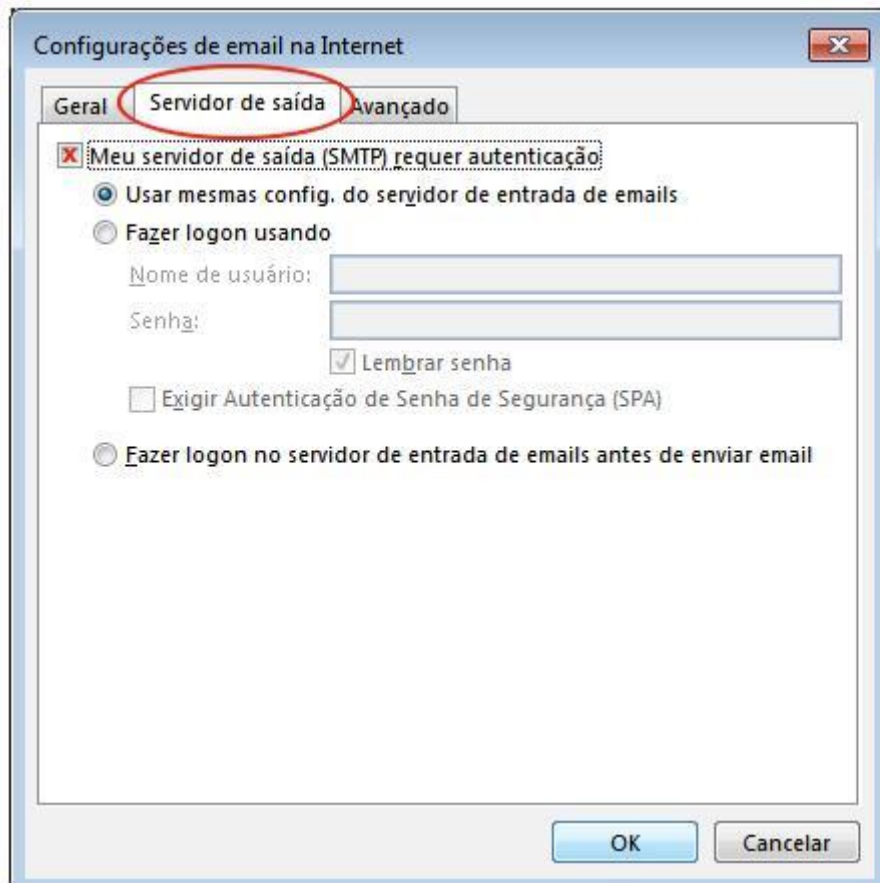 Configurações de email na Internet
Geral Servidor de saída Avançado
Meu servidor de saída (SMTP) requer autenticação
Usar mesmas config. do servidor de entrada de emails
Fazer logon usando
Nome de usuário:
Senha:
Lembrar senha
Exigir Autenticação de Senha de Segurança (SPA)
Fazer logon no servidor de entrada de emails antes de enviar email
OK Cancelar